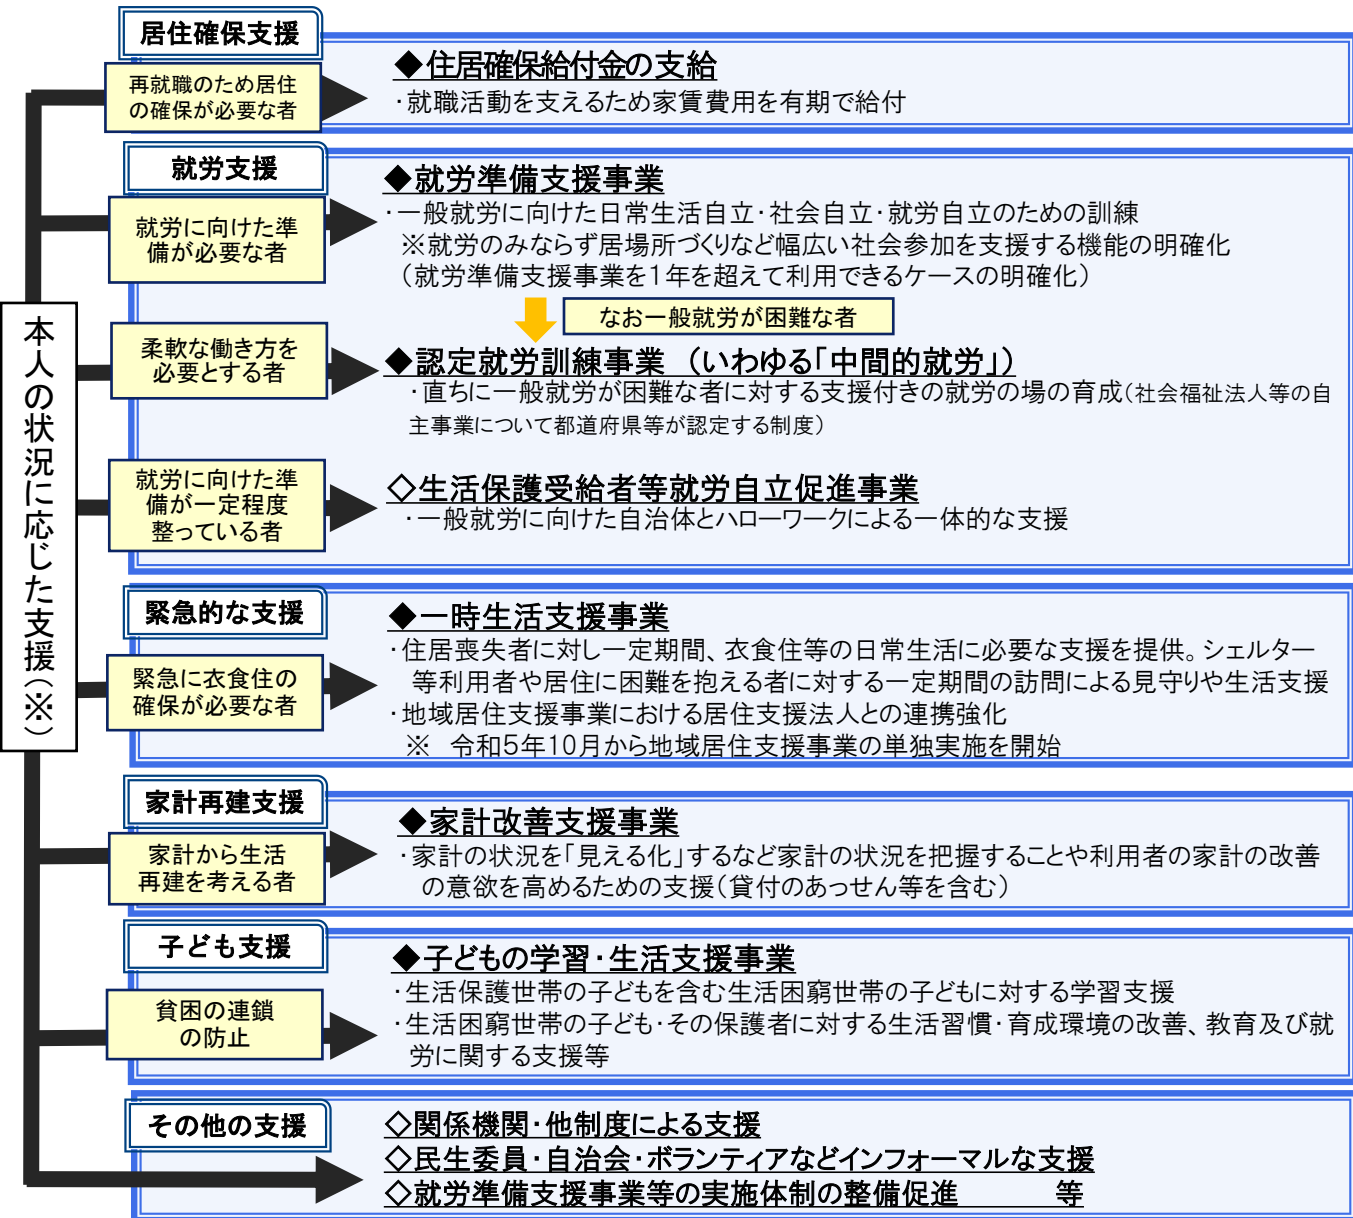 本人の状況に応じた支援（※）
居住確保支援
再就職のため居住
の確保が必要な者
◆住居確保給付金の支給
・就職活動を支えるため家賃費用を有期で給付
就労支援
就労に向けた準
備が必要な者
◆就労準備支援事業
・一般就労に向けた日常生活自立・社会自立・就労自立のための訓練
※就労のみならず居場所づくりなど幅広い社会参加を支援する機能の明確化
（就労準備支援事業を1年を超えて利用できるケースの明確化）
なお一般就労が困難な者
柔軟な働き方を
必要とする者
◆認定就労訓練事業 （いわゆる「中間的就労」）
・直ちに一般就労が困難な者に対する支援付きの就労の場の育成（社会福祉法人等の自
主事業について都道府県等が認定する制度）
就労に向けた準
備が一定程度
整っている者
◇生活保護受給者等就労自立促進事業
・一般就労に向けた自治体とハローワークによる一体的な支援
緊急的な支援
緊急に衣食住の
確保が必要な者
◆一時生活支援事業
・住居喪失者に対し一定期間、衣食住等の日常生活に必要な支援を提供。シェルター
等利用者や居住に困難を抱える者に対する一定期間の訪問による見守りや生活支援
・地域居住支援事業における居住支援法人との連携強化
※ 令和5年10月から地域居住支援事業の単独実施を開始
家計再建支援
家計から生活
再建を考える者
◆家計改善支援事業
・家計の状況を「見える化」するなど家計の状況を把握することや利用者の家計の改善
の意欲を高めるための支援（貸付のあっせん等を含む）
子ども支援
貧困の連鎖
の防止
◆子どもの学習・生活支援事業
・生活保護世帯の子どもを含む生活困窮世帯の子どもに対する学習支援
・生活困窮世帯の子ども・その保護者に対する生活習慣・育成環境の改善、教育及び就
労に関する支援等
その他の支援
◇関係機関・他制度による支援
◇民生委員・自治会・ボランティアなどインフォーマルな支援
◇就労準備支援事業等の実施体制の整備促進 等